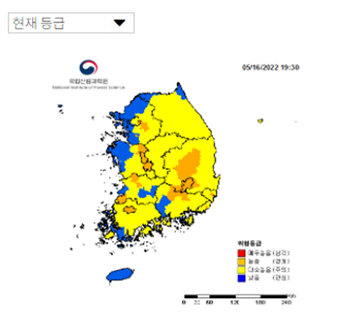 현재 등급
국립산림과학원
National Institute of Forest Science
05/16/2022 19:30
위험등급
매우높음 (심각)
높음 (경계)
다소높음 (주의)
낮음 (관심)
0 30 60 120 180 240